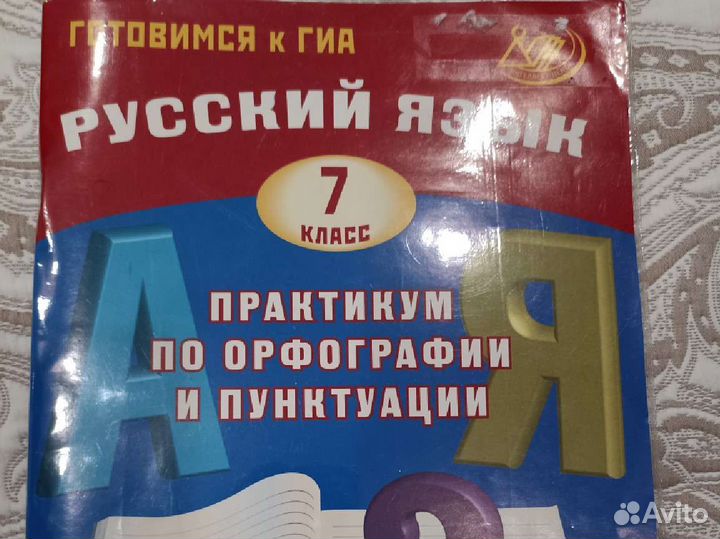 ГОТОВИМСЯ К ГИА
РУССКИЙ ЯЗЫК
7
КЛАСС
А Я
ПРАКТИКУМ
ПО ОРФОГРАФИИ
И ПУНКТУАЦИИ
Avito